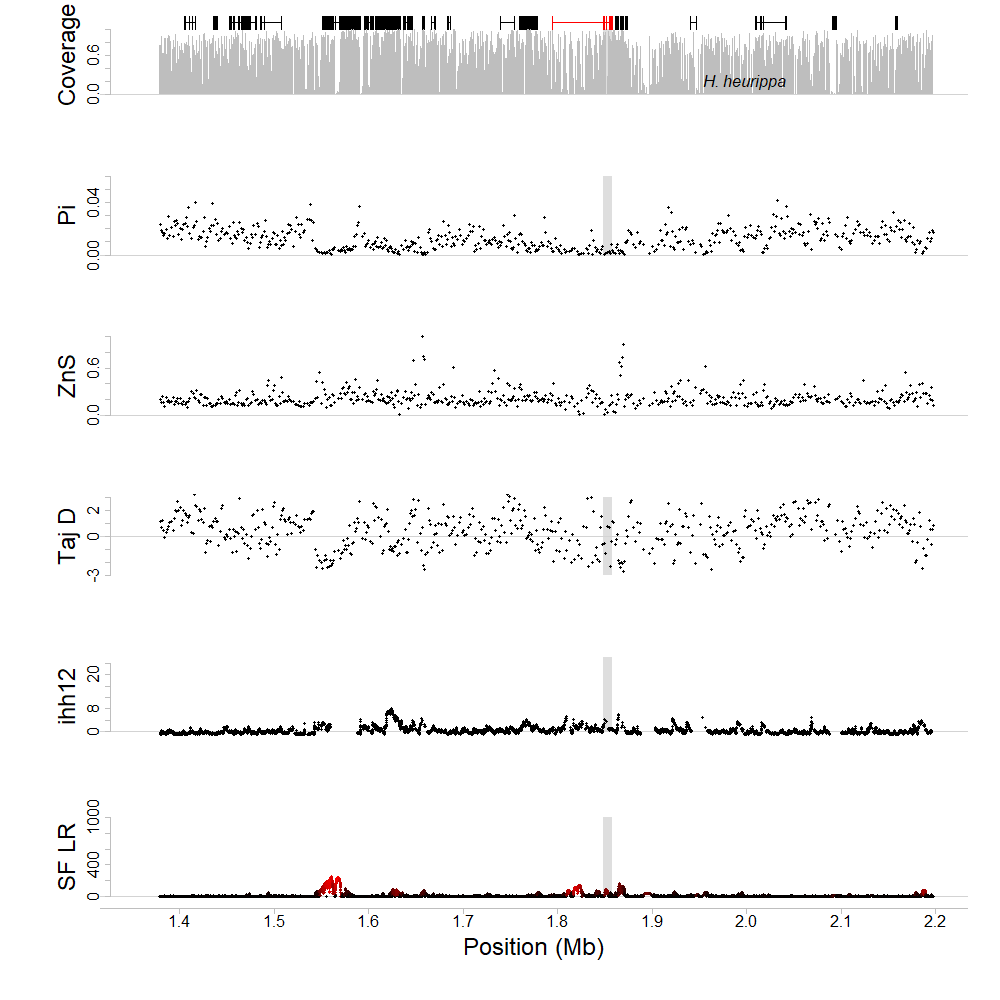 Coverage
0.0 0.6
H. heurippa
Pi
0.00 0.04
ZnS
0.0 0.6
Taj D
-3 0 2
ihh12
0 8 20
SF LR
0 400 1000
1.4 1.5 1.6 1.7 1.8 1.9 2.0 2.1 2.2
Position (Mb)